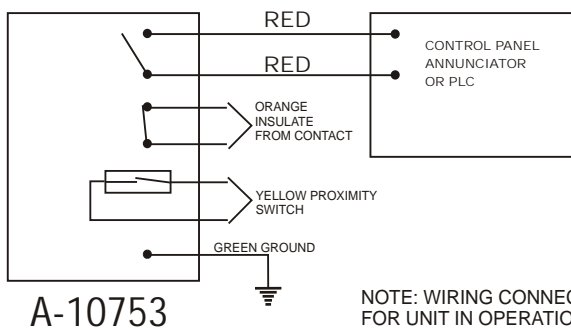 RED
RED
CONTROL PANEL
ANNUNCIATOR
OR PLC
ORANGE
INSULATE
FROM CONTACT
YELLOW PROXIMITY
SWITCH
GREEN GROUND
A-10753
NOTE: WIRING
FOR UNIT IN